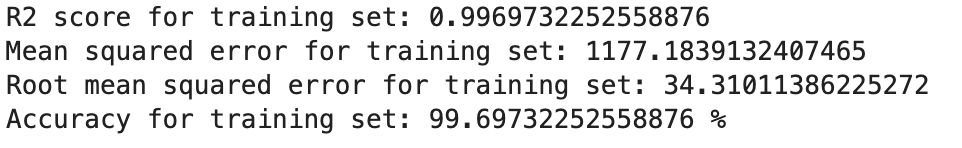 R2 score for training set: 0.9969732252558876
Mean squared error for training set: 1177.1839132407465
Root mean squared error for training set: 34.31011386225272
Accuracy for training set: 99.69732252558876 %